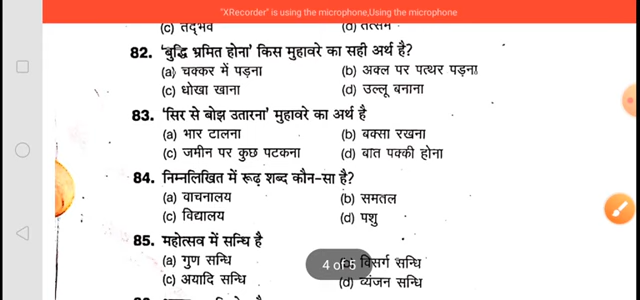 "XRecorder" is using the microphone,Using the microphone
(c) तद्भव (d) तत्सम
82. 'बुद्धि भ्रमित होना' किस मुहावरे का सही अर्थ है?
(a) चक्कर में पड़ना (b) अक्ल पर पत्थर पड़ना
(c) धोखा खाना (d) उल्लू बनाना
83. 'सिर से बोझ उतारना' मुहावरे का अर्थ है
(a) भार टालना (b) बक्सा रखना
(c) जमीन पर कुछ पटकना (d) बात पक्की होना
84. निम्नलिखित में रूढ़ शब्द कौन-सा है?
(a) वाचनालय (b) समतल
(c) विद्यालय (d) पशु
85. महोत्सव में सन्धि है
(a) गुण सन्धि (b) विसर्ग सन्धि
4 of 5
(c) अयादि सन्धि (d) व्यंजन सन्धि